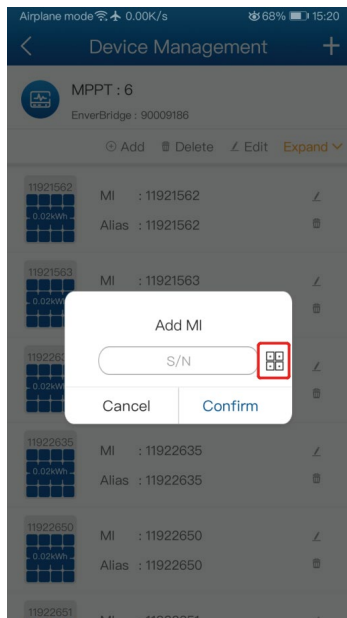 Airplane mode 0.00K/s 68% 15:20
Device Management
MPPT : 6
EnverBridge : 90009186
Add Delete Edit Expand
11921562
0.02kWh
MI : 11921562
Alias : 11921562
11921563
0.02kWh
MI : 11921563
Add MI
S/N
Cancel Confirm
0.02kWh
11922635
0.02kWh
MI : 11922635
Alias : 11922635
11922650
0.02kWh
MI : 11922650
Alias : 11922650
11922651